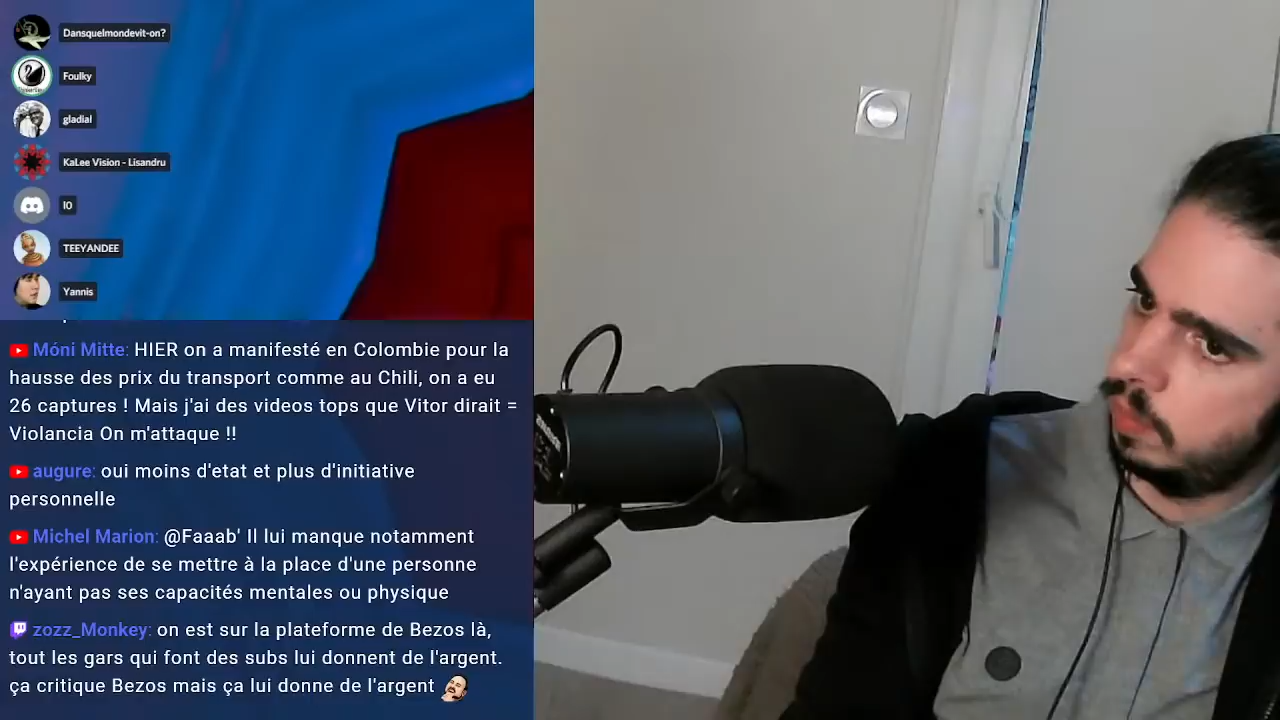 Dansquelmondevit-on?
Foulky
gladial
KaLee Vision - Lisandru
IO
TEEYANDEE
Yannis
Móni Mitte: HIER on a manifesté en Colombie pour la
hausse des prix du transport comme au Chili, on a eu
26 captures ! Mais j'ai des videos tops que Vitor dirait =
Violancia On m'attaque !!
augure: oui moins d'etat et plus d'initiative
personnelle
Michel Marion: @Faaab' Il lui manque notamment
l'expérience de se mettre à la place d'une personne
n'ayant pas ses capacités mentales ou physique
zozz_Monkey: on est sur la plateforme de Bezos là,
tout les gars qui font des subs lui donnent de l'argent.
ça critique Bezos mais ça lui donne de l'argent